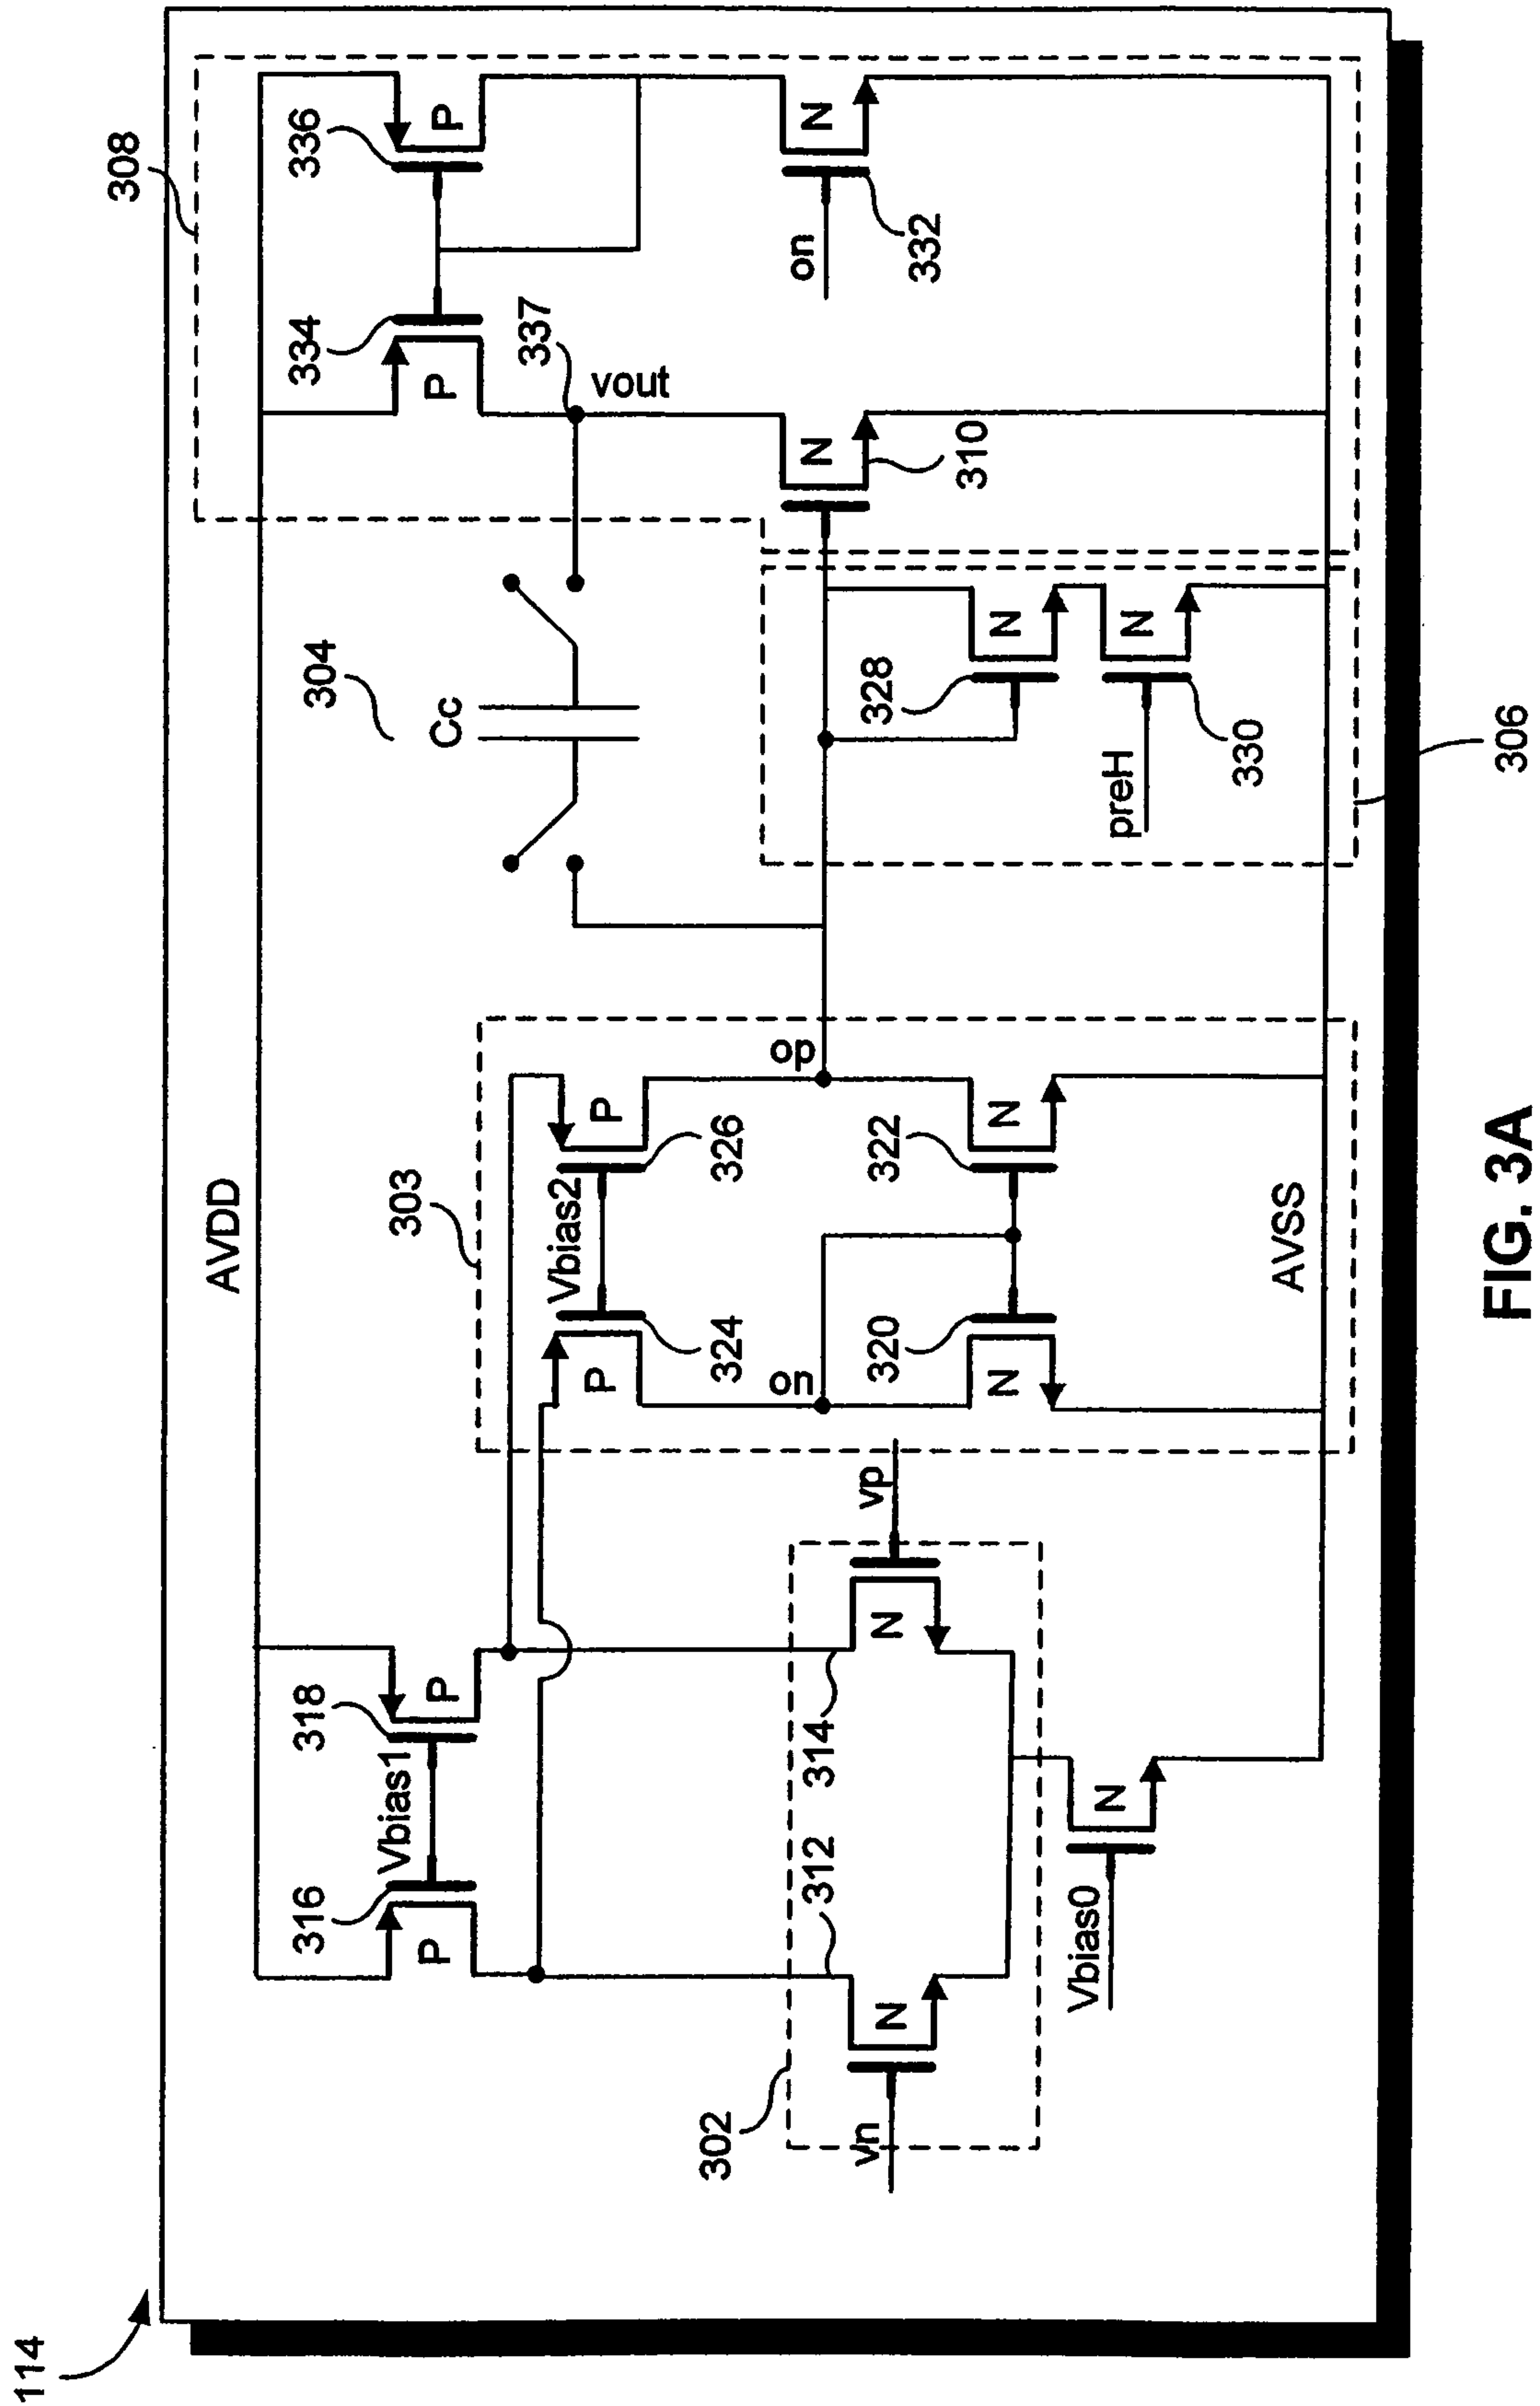 114
308
AVDD
316
Vbias1
318
P
P
303
324
Vbias2
326
P
P
304
Cc
334
336
P
P
337
vout
302
vn
312
314
vp
N
N
Vbias0
N
on
op
320
322
N
N
AVSS
328
N
preH
330
N
306
N
310
on
N
332
FIG. 3A